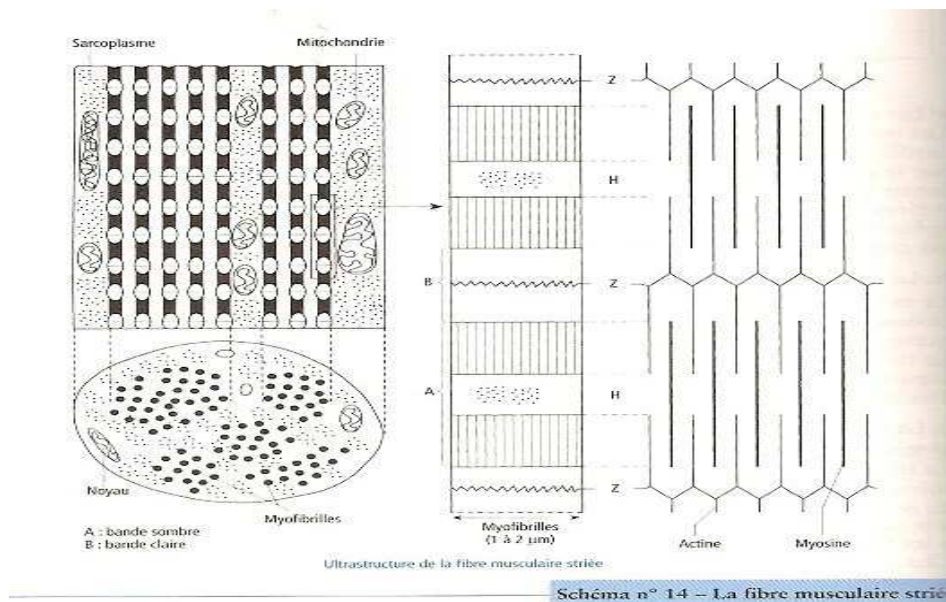 Sarcoplasme
Mitochondrie
Z
H
B
Z
A
H
Z
Noyau
Myofibrilles
A : bande sombre
B : bande claire
Myofibrilles
(1 à 2 µm)
Actine
Myosine
Ultrastructure de la fibre musculaire striée
Schéma n° 14 – La fibre musculaire strié